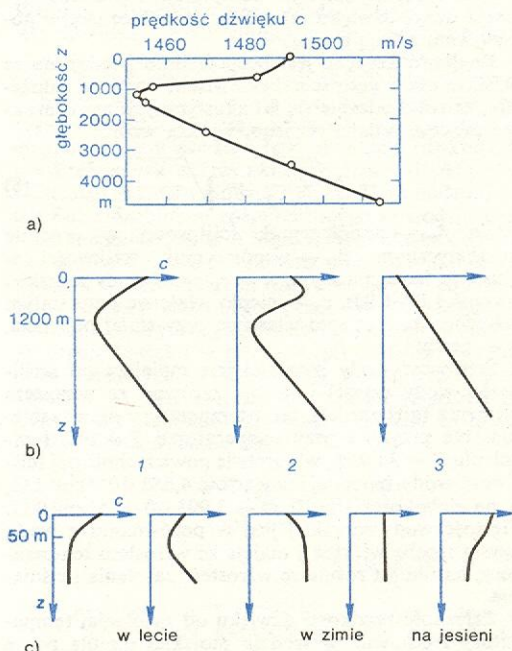 prędkość dźwięku c
1460 1480 1500 m/s
głębokość z
0
1000
2000
3000
4000
m
a)
0 c
1200 m
z
b)
1 2 3
0 c
50 m
z
w lecie w zimie na jesieni
c)